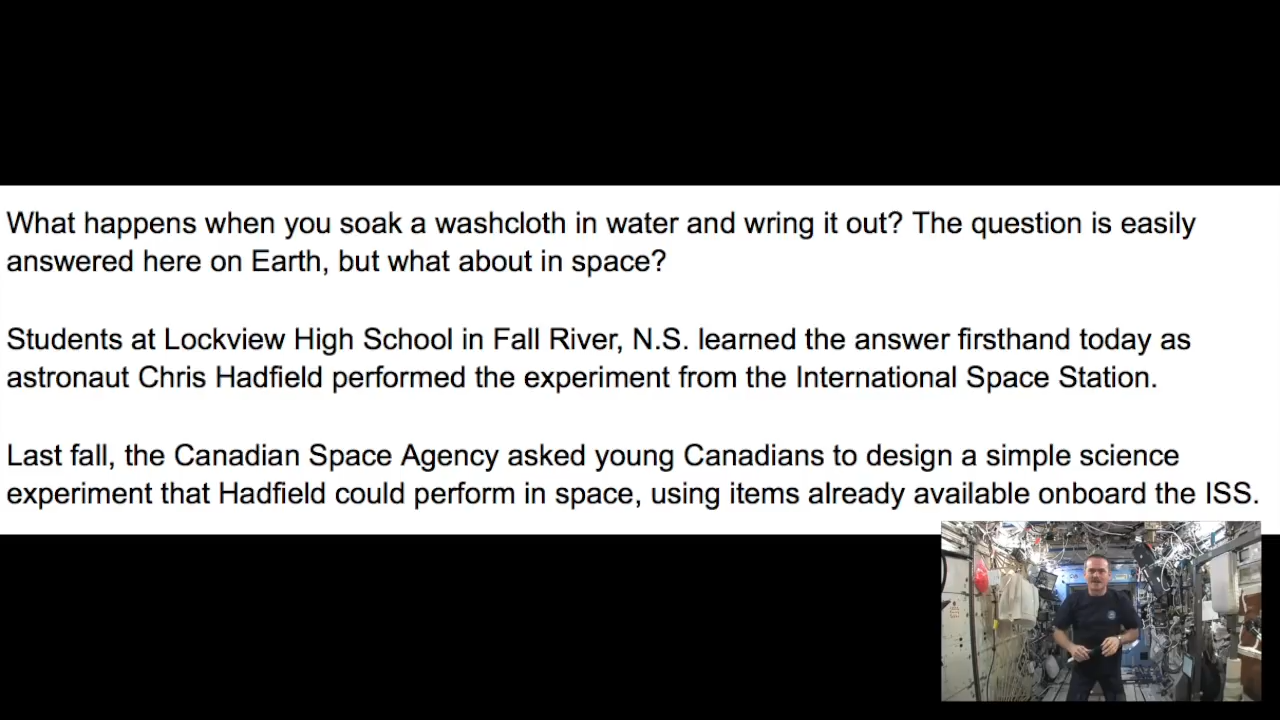 What happens when you soak a washcloth in water and wring it out? The question is easily
answered here on Earth, but what about in space?
Students at Lockview High School in Fall River, N.S. learned the answer firsthand today as
astronaut Chris Hadfield performed the experiment from the International Space Station.
Last fall, the Canadian Space Agency asked young Canadians to design a simple science
experiment that Hadfield could perform in space, using items already available onboard the ISS.